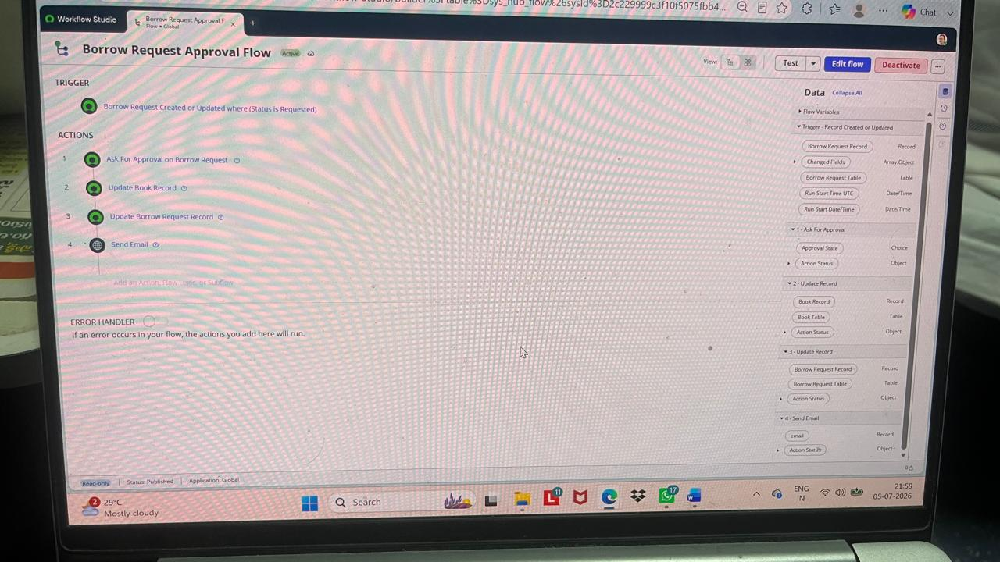 Workflow Studio
Borrow Request Approval F
Flow • Global
Chat
Borrow Request Approval Flow
Active
View:
Test
Edit flow
Deactivate
TRIGGER
Borrow Request Created or Updated where (Status is Requested)
ACTIONS
1 Ask For Approval on Borrow Request
2 Update Book Record
3 Update Borrow Request Record
4 Send Email
Add an Action, Flow Logic, or Subflow
ERROR HANDLER
If an error occurs in your flow, the actions you add here will run.
Data Collapse All
Flow Variables
Trigger - Record Created or Updated
Borrow Request Record Record
Changed Fields Array.Object
Borrow Request Table Table
Run Start Time UTC Date/Time
Run Start Date/Time Date/Time
1 - Ask For Approval
Approval State Choice
Action Status Object
2 - Update Record
Book Record Record
Book Table Table
Action Status Object
3 - Update Record
Borrow Request Record Record
Borrow Request Table Table
Action Status Object
4 - Send Email
email Record
Action Status Object
Read-only Status: Published Application: Global
0
2
29°C
Mostly cloudy
Search
11
17
ENG
IN
21:59
05-07-2026